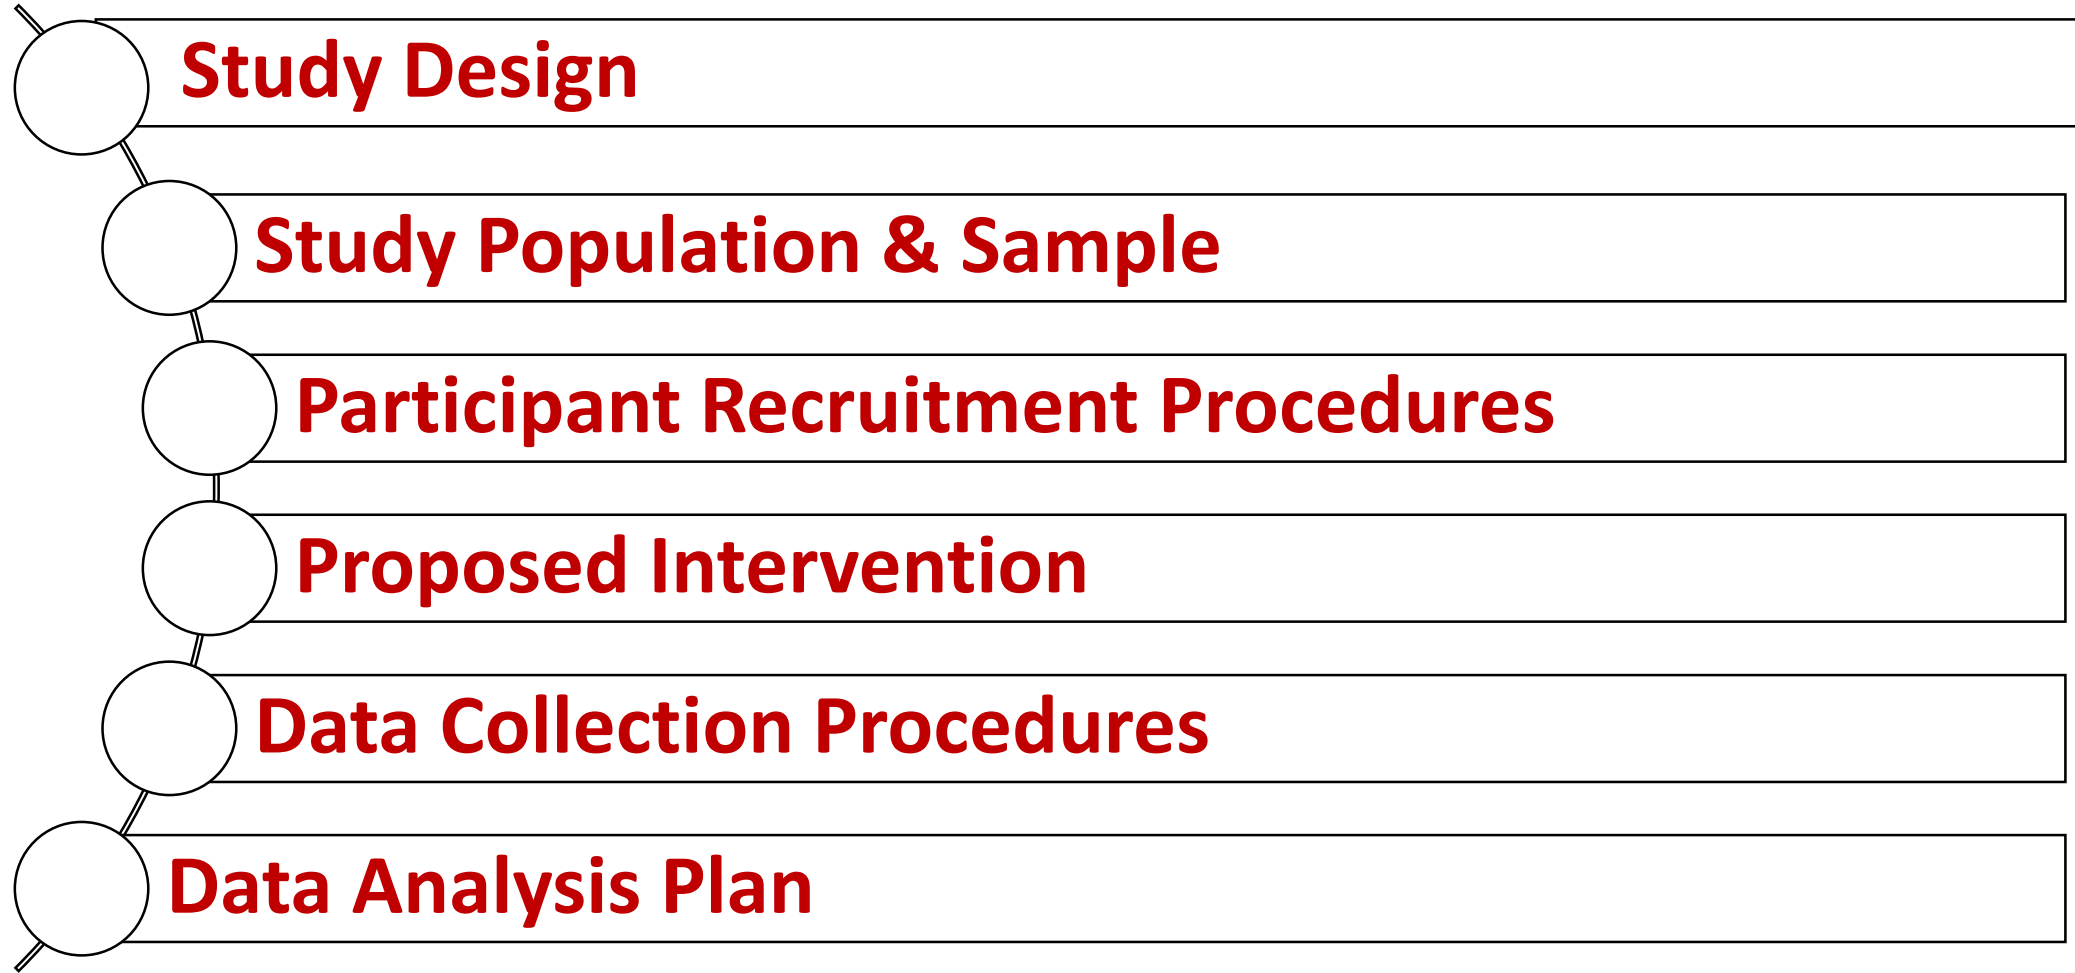 Study Design
Study Population & Sample
Participant Recruitment Procedures
Proposed Intervention
Data Collection Procedures
Data Analysis Plan